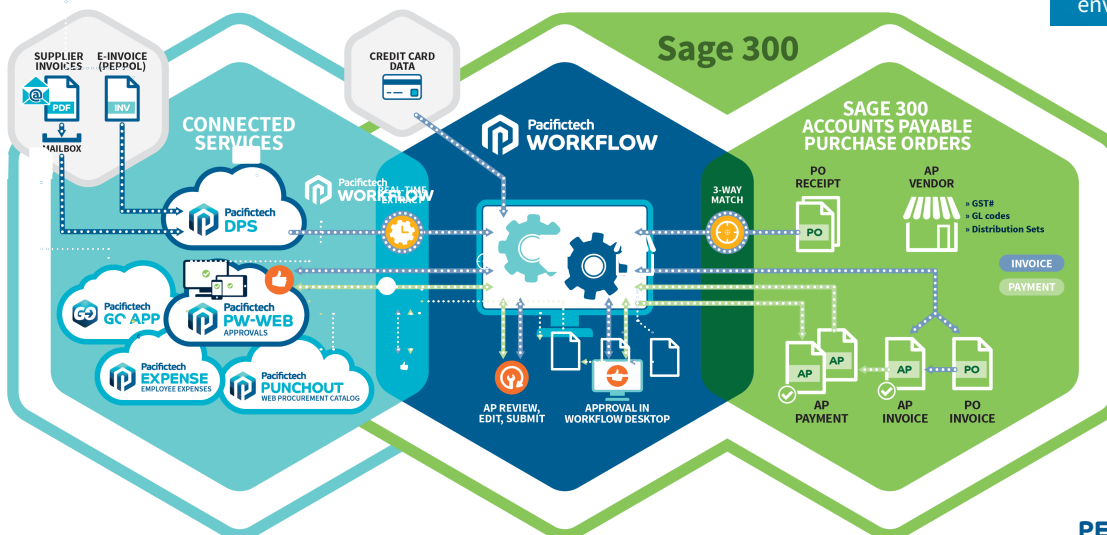 env
Sage 300
SUPPLIER
INVOICES
E-INVOICE
(PEPPOL)
@
PDF
INV
MAILBOX
CREDIT CARD
DATA
CONNECTED
SERVICES
Pacifictech
WORKFLOW
REAL-TIME
EXTRACT
Pacifictech
DPS
Pacifictech
GO APP
GO
Pacifictech
PW-WEB
APPROVALS
Pacifictech
EXPENSE
EMPLOYEE EXPENSES
Pacifictech
PUNCHOUT
WEB PROCUREMENT CATALOG
Pacifictech
WORKFLOW
AP REVIEW,
EDIT, SUBMIT
APPROVAL IN
WORKFLOW DESKTOP
3-WAY
MATCH
SAGE 300
ACCOUNTS PAYABLE
PURCHASE ORDERS
PO
RECEIPT
PO
AP
VENDOR
» GST#
» GL codes
» Distribution Sets
INVOICE
PAYMENT
AP
AP
AP
PO
AP
PAYMENT
AP
INVOICE
PO
INVOICE
PE